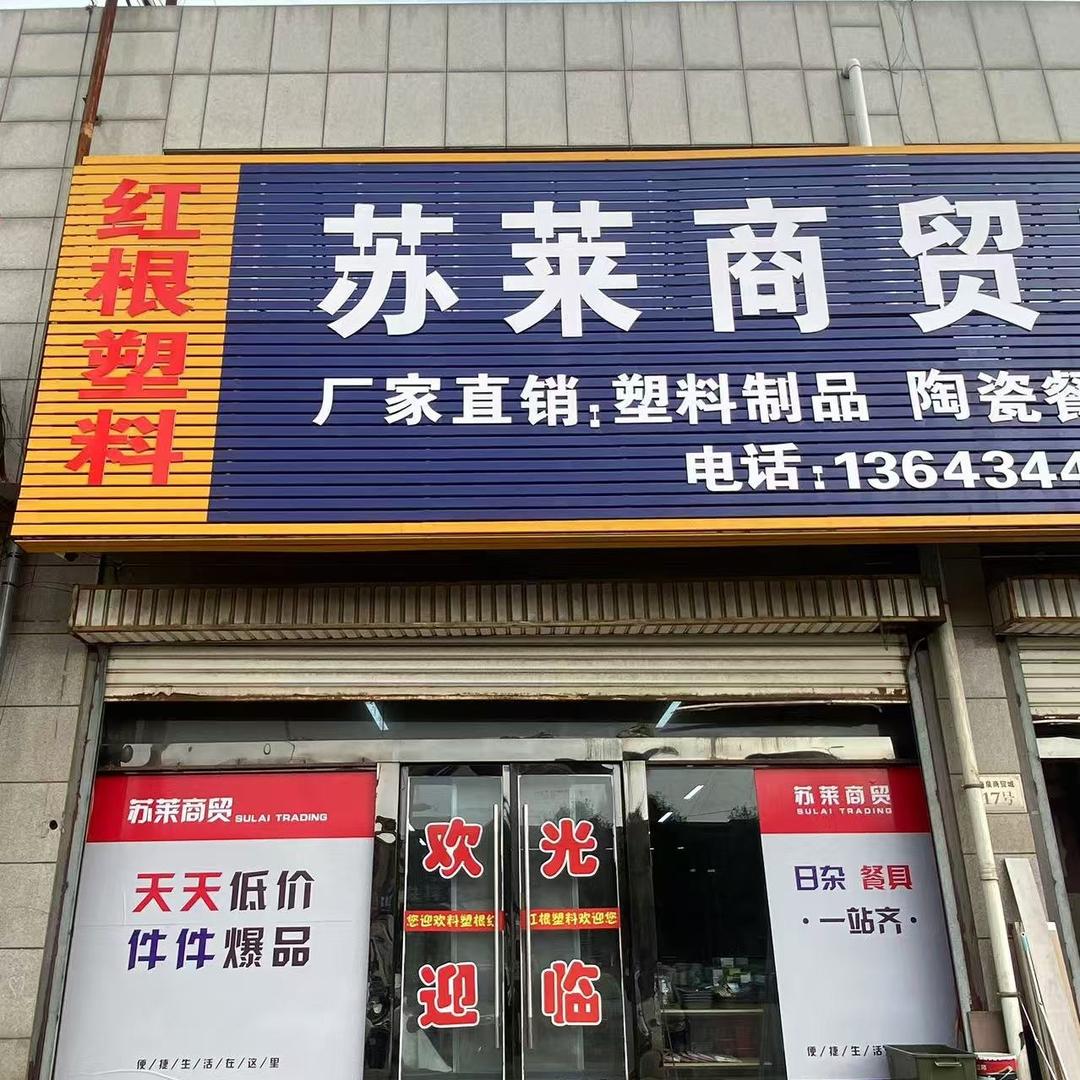 红根塑料
苏莱商贸
厂家直销:塑料制品 陶瓷餐
电话:1364344
苏莱商贸 SULAI TRADING
天天低价
件件爆品
便/捷/生/活/在/这/里
欢迎
光临
您迎欢料塑根红
红根塑料欢迎您
苏莱商贸
SULAI TRADING
日杂 餐具
·一站齐·
便/捷/生/活
商贸城
17号